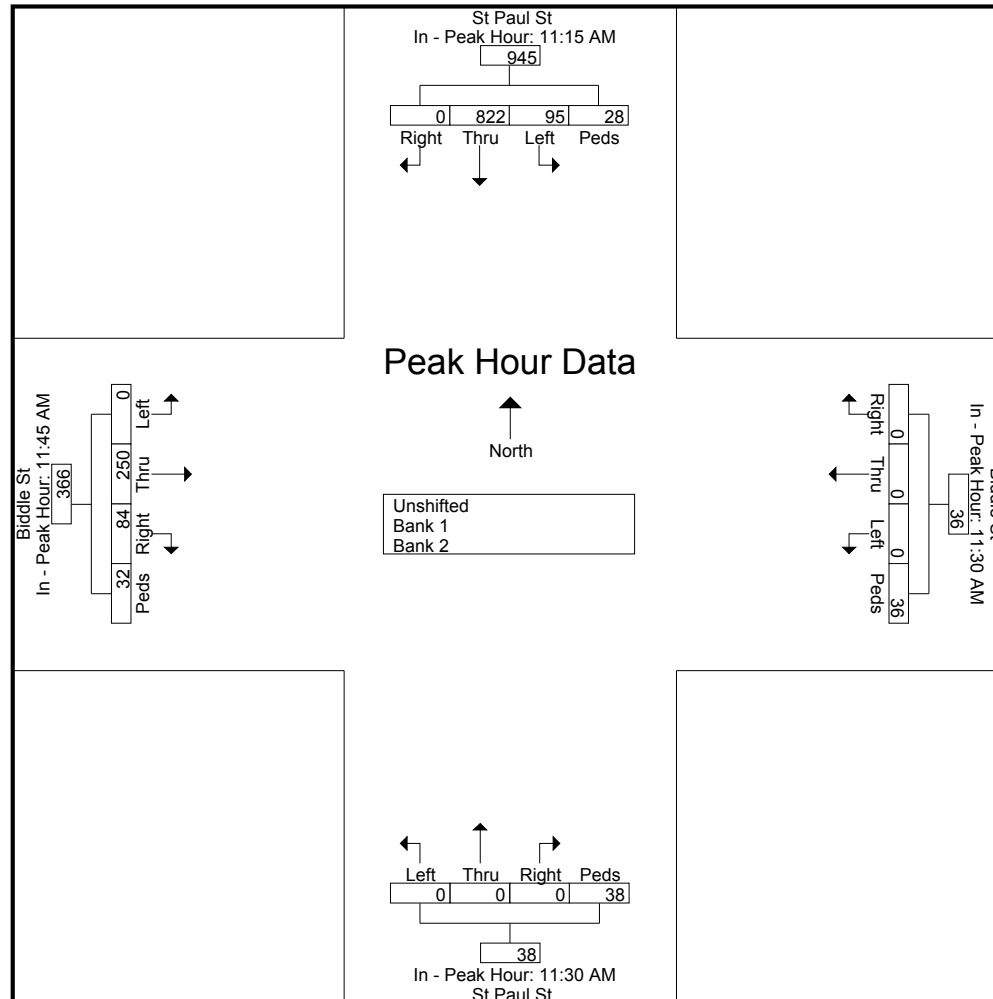 St Paul St
In - Peak Hour: 11:15 AM
945
0 822 95 28
Right Thru Left Peds
Peak Hour Data
North
Unshifted
Bank 1
Bank 2
Biddle St
In - Peak Hour: 11:45 AM
366
0 250 84 32
Left Thru Right Peds
In - Peak Hour: 11:30 AM
36
0 0 0 36
Right Thru Left Peds
Left Thru Right Peds
0 0 0 38
38
In - Peak Hour: 11:30 AM
St Paul St